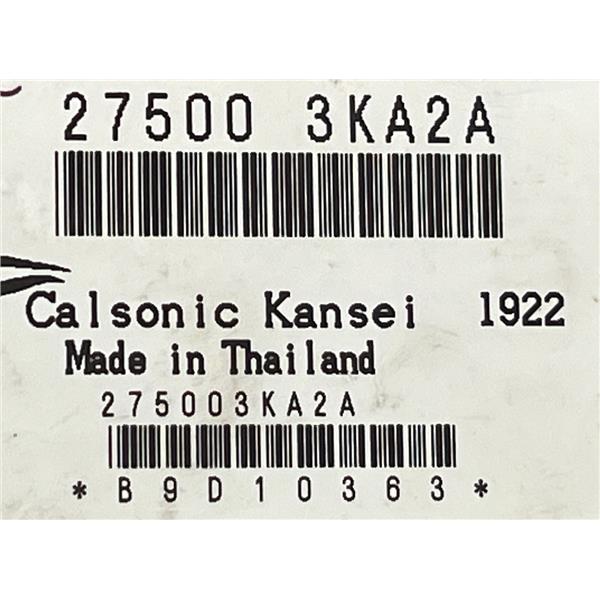 27500 3KA2A
Calsonic Kansei 1922
Made in Thailand
275003KA2A
*B9D10363*